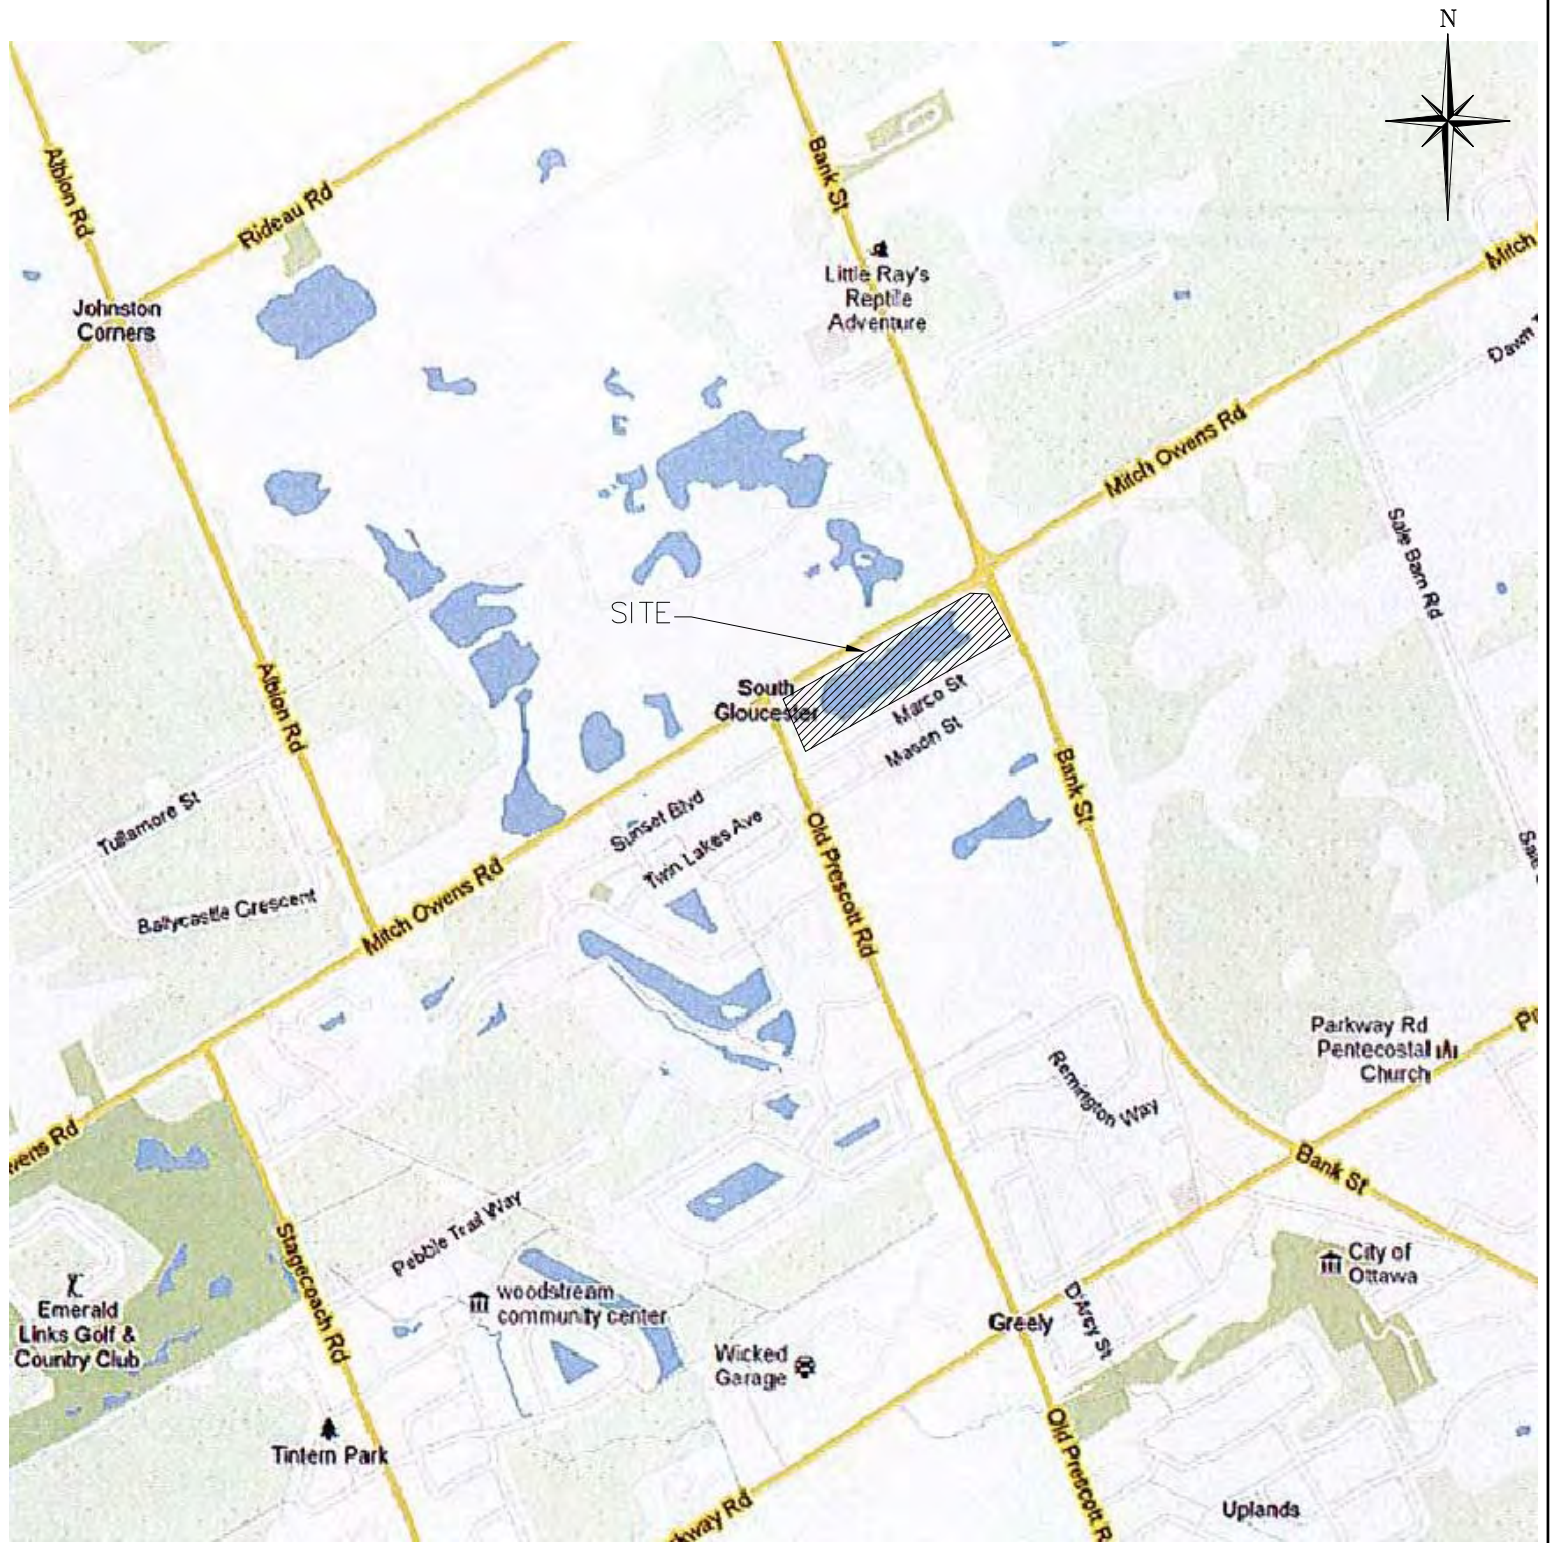 N
Albion Rd
Rideau Rd
Bank St
Mitch
Little Ray's
Reptile
Adventure
Johnston
Corners
Dawn
Mitch Owens Rd
Sale Barn Rd
SITE
Albion Rd
South
Gloucester
Marco St
Mason St
Bank St
Tullamore St
Sunset Blvd
Twin Lakes Ave
Old Prescott Rd
Ballycastle Crescent
Mitch Owens Rd
Parkway Rd
Pentecostal
Church
Remington Way
wens Rd
Bank St
Pebble Trail Way
Stagecoach Rd
City of
Ottawa
woodstream
community center
Emerald
Links Golf &
Country Club
D'Arcy St
Greely
Wicked
Garage
Tintern Park
Old Prescott R
kway Rd
Uplands